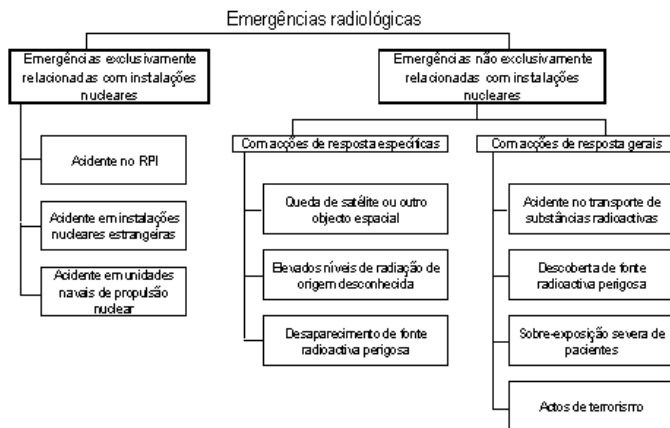 Emergências radiológicas
Emergências exclusivamente
relacionadas com instalações
nucleares
Emergências não exclusivamente
relacionadas com instalações
nucleares
Com acções de resposta específicas
Com acções de resposta gerais
Acidente no RPI
Acidente em instalações
nucleares estrangeiras
Acidente em unidades
navais de propulsão
nuclear
Queda de satélite ou outro
objecto espacial
Elevados níveis de radiação de
origem desconhecida
Desaparecimento de fonte
radioactiva perigosa
Acidente no transporte de
substâncias radioactivas
Descoberta de fonte
radioactiva perigosa
Sobre-exposição severa de
pacientes
Actos de terrorismo